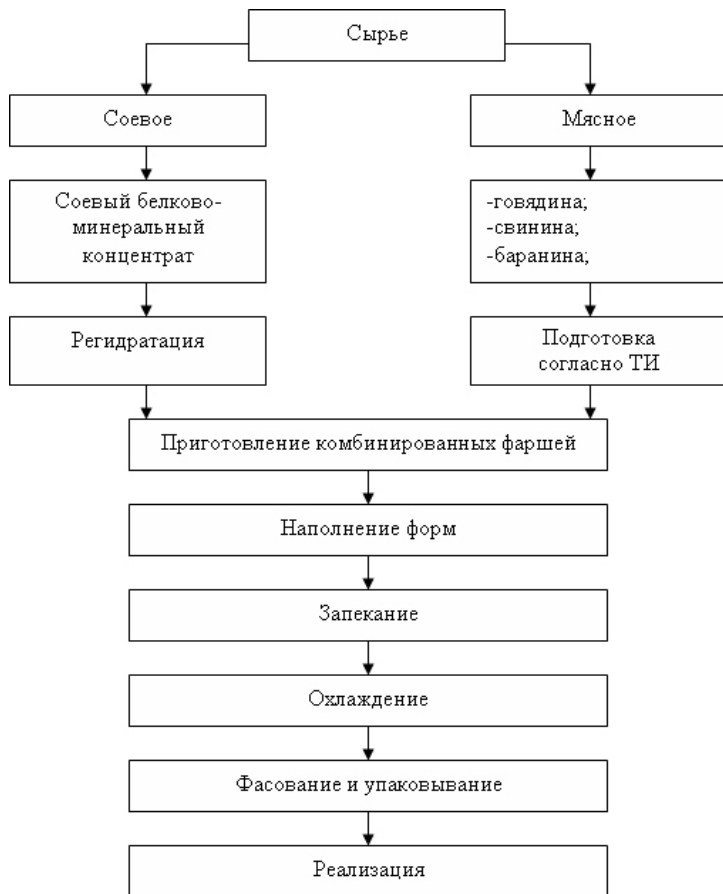 Сырье
Соевое
Мясное
Соевый белково-
минеральный
концентрат
-говядина;
-свинина;
-баранина;
Регидратация
Подготовка
согласно ТИ
Приготовление комбинированных фаршей
Наполнение форм
Запекание
Охлаждение
Фасование и упаковывание
Реализация